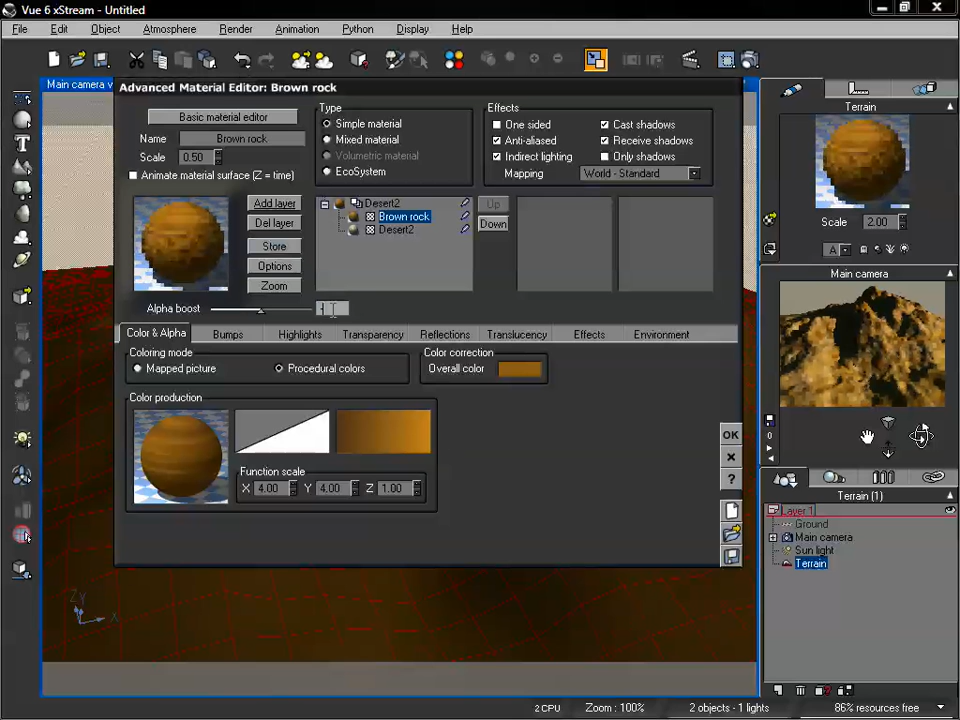 Vue 6 xStream - Untitled
File Edit Object Atmosphere Render Animation Python Display Help
Main camera v
Advanced Material Editor: Brown rock
Basic material editor
Name Brown rock
Scale 0.50
Animate material surface (Z = time)
Type
Simple material
Mixed material
Volumetric material
EcoSystem
Effects
One sided Cast shadows
Anti-aliased Receive shadows
Indirect lighting Only shadows
Mapping World - Standard
Add layer
Del layer
Store
Options
Zoom
Desert2
Brown rock
Desert2
Up
Down
Alpha boost
Color & Alpha Bumps Highlights Transparency Reflections Translucency Effects Environment
Coloring mode
Mapped picture Procedural colors
Color correction
Overall color
Color production
Function scale
X 4.00 Y 4.00 Z 1.00
OK
?
Terrain
Scale 2.00
A
Main camera
0
Terrain (1)
Layer 1
Ground
Main camera
Sun light
Terrain
Zy
X
2 CPU Zoom : 100% 2 objects - 1 lights 86% resources free